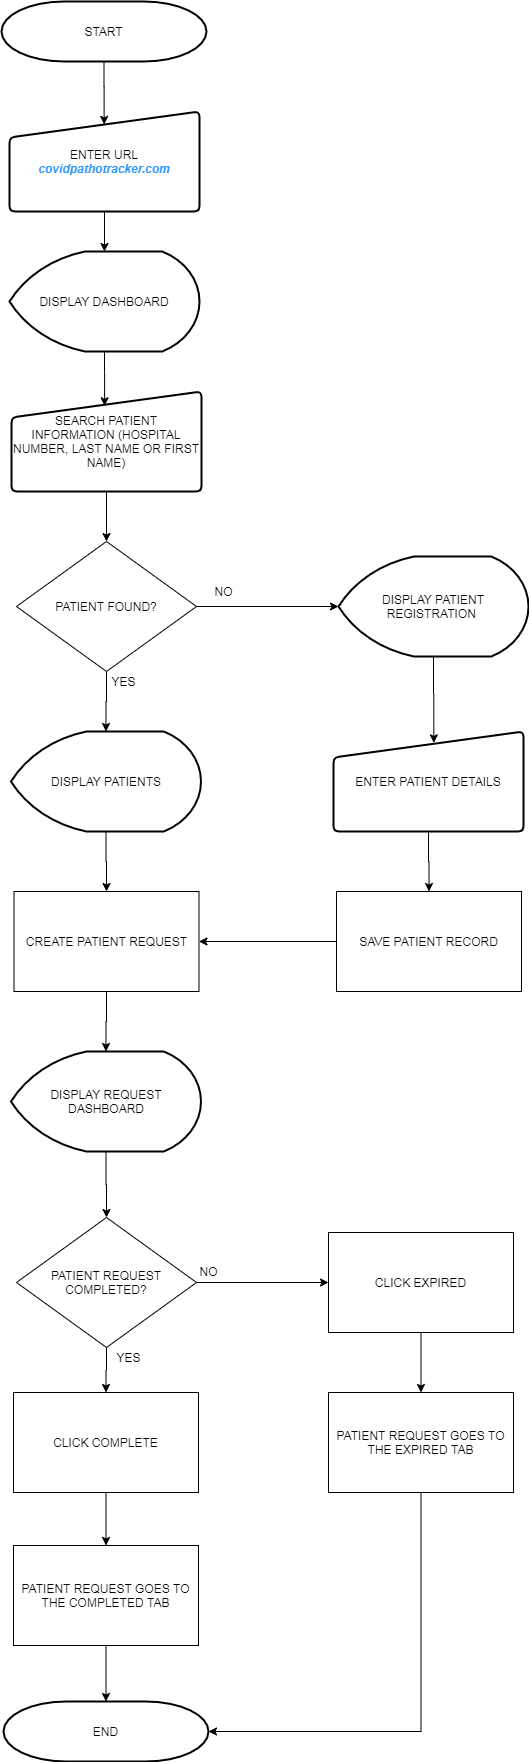 START
ENTER URL
covidpathotracker.com
DISPLAY DASHBOARD
SEARCH PATIENT
INFORMATION (HOSPITAL
NUMBER, LAST NAME OR FIRST
NAME)
PATIENT FOUND?
NO
DISPLAY PATIENT
REGISTRATION
YES
DISPLAY PATIENTS
ENTER PATIENT DETAILS
CREATE PATIENT REQUEST
SAVE PATIENT RECORD
DISPLAY REQUEST
DASHBOARD
PATIENT REQUEST
COMPLETED?
NO
CLICK EXPIRED
YES
CLICK COMPLETE
PATIENT REQUEST GOES TO
THE EXPIRED TAB
PATIENT REQUEST GOES TO
THE COMPLETED TAB
END